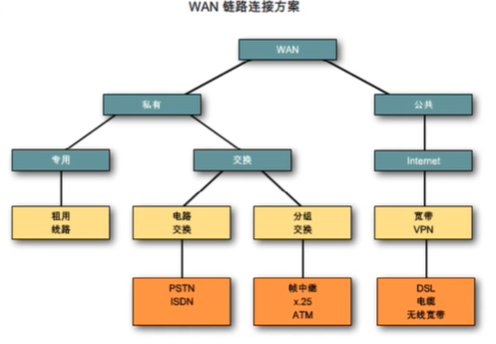 WAN 链路连接方案
WAN
私有
公共
专用
交换
Internet
租用
线路
电路
交换
分组
交换
宽带
VPN
PSTN
ISDN
帧中继
x.25
ATM
DSL
电缆
无线宽带